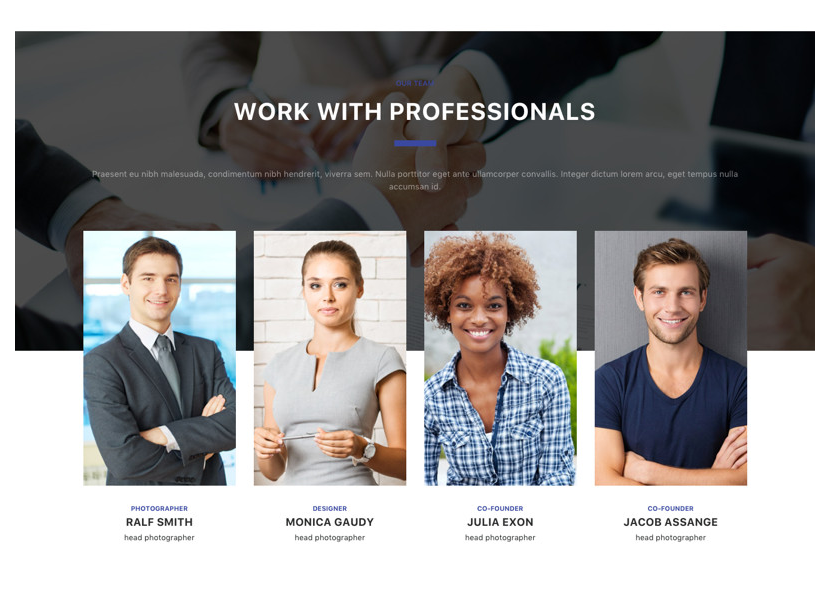 OUR TEAM
WORK WITH PROFESSIONALS
Praesent eu nibh malesuada, condimentum nibh hendrerit, viverra sem. Nulla porttitor eget ante ullamcorper convallis. Integer dictum lorem arcu, eget tempus nulla
accumsan id.
PHOTOGRAPHER
RALF SMITH
head photographer
DESIGNER
MONICA GAUDY
head photographer
CO-FOUNDER
JULIA EXON
head photographer
CO-FOUNDER
JACOB ASSANGE
head photographer